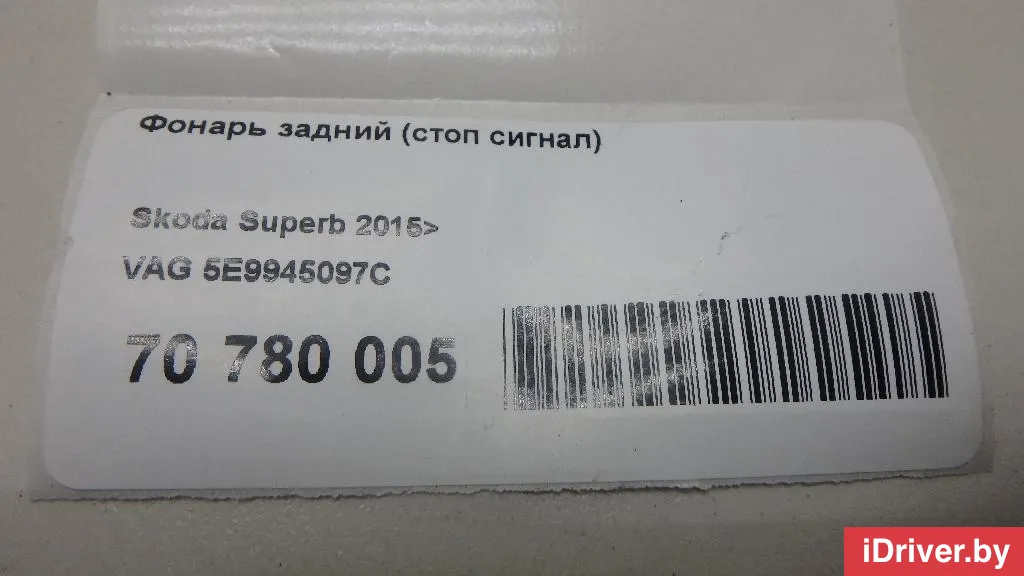 Фонарь задний (стоп сигнал)
Skoda Superb 2015>
VAG 5E9945097C
70 780 005
iDriver.by